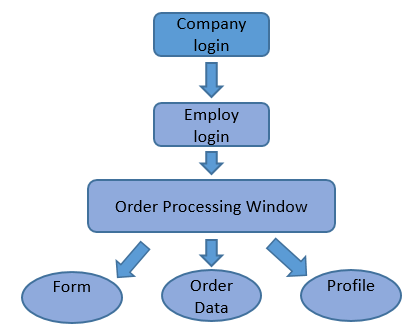 Company
login
Employ
login
Order Processing Window
Form
Order
Data
Profile